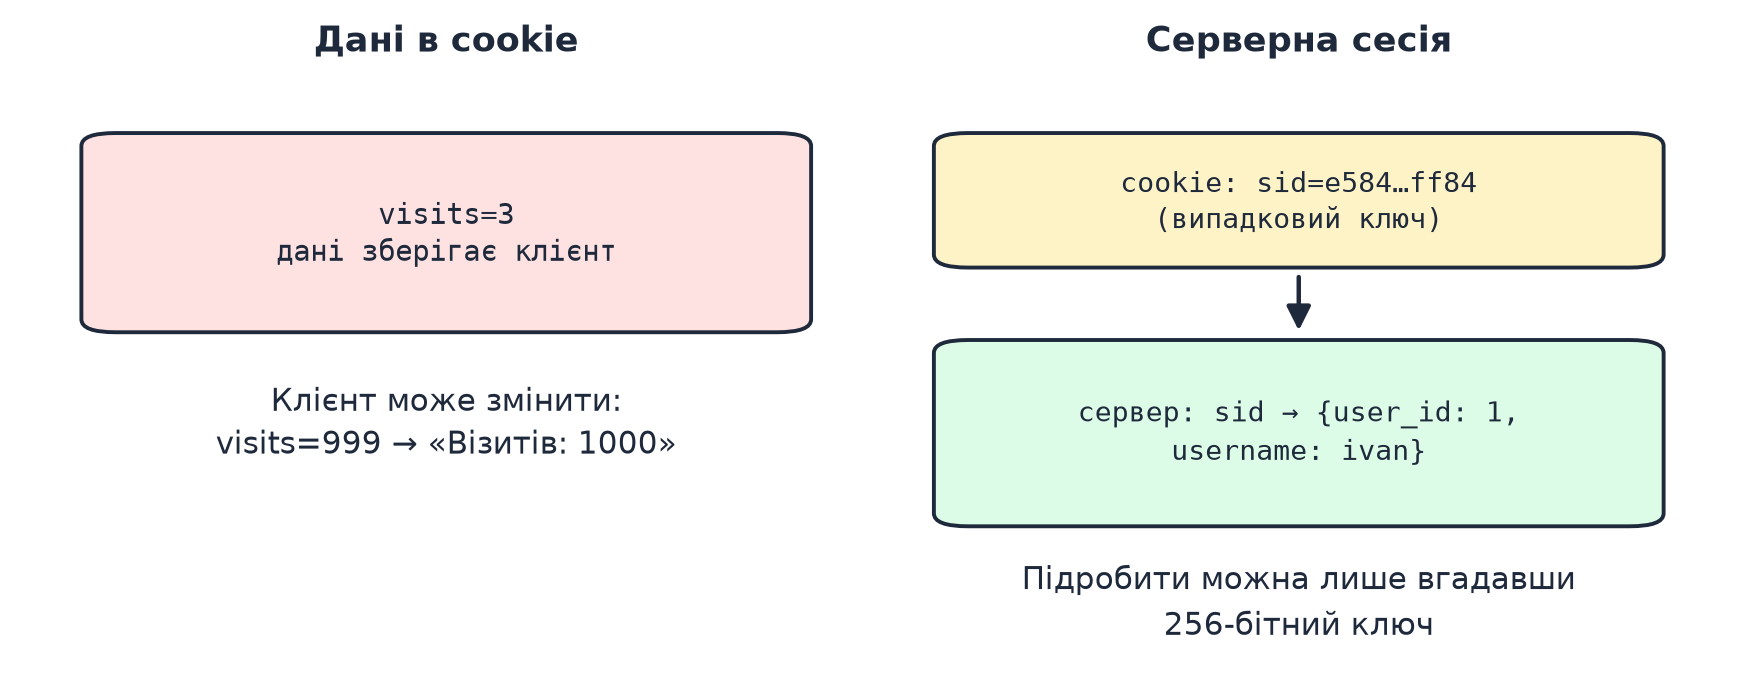 Дані в cookie
visits=3
дані зберігає клієнт
Клієнт може змінити:
visits=999 → «Візитів: 1000»
Серверна сесія
cookie: sid=e584…ff84
(випадковий ключ)
сервер: sid → {user_id: 1,
username: ivan}
Підробити можна лише вгадавши
256-бітний ключ